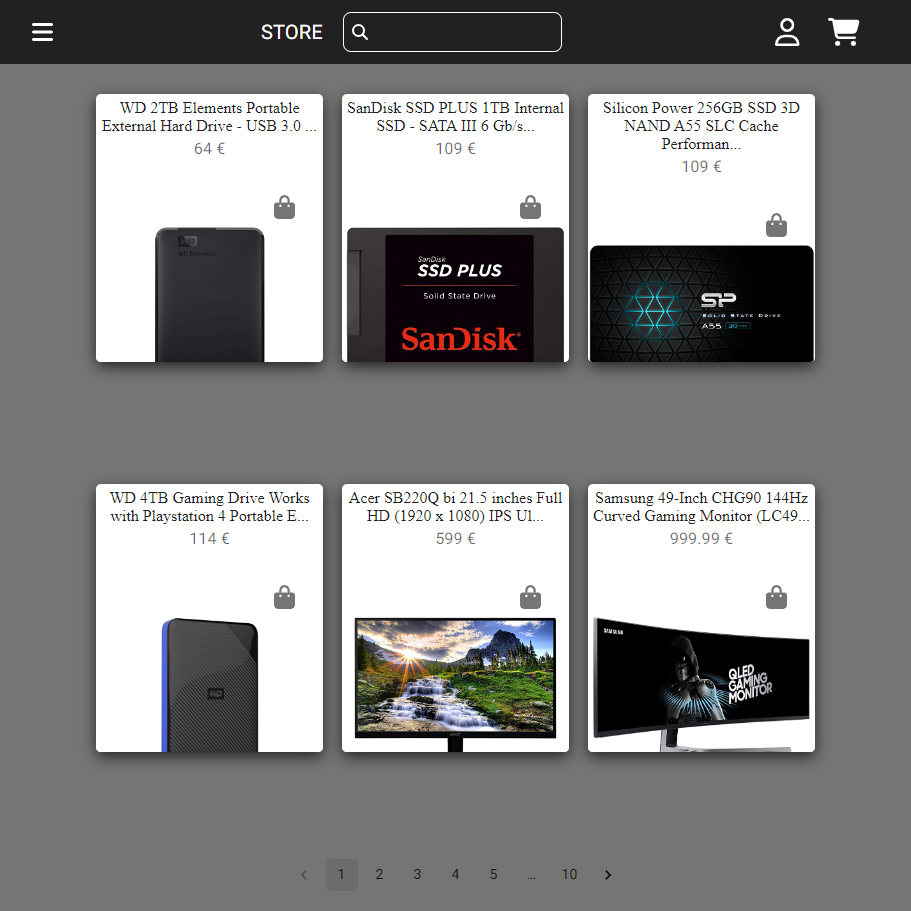 STORE
WD 2TB Elements Portable
External Hard Drive - USB 3.0 ...
64 €
WD
WD Elements
SanDisk SSD PLUS 1TB Internal
SSD - SATA III 6 Gb/s...
109 €
SanDisk
SSD PLUS
Solid State Drive
SanDisk
Silicon Power 256GB SSD 3D
NAND A55 SLC Cache
Performan...
109 €
SP
SOLID STATE DRIVE
A55
WD 4TB Gaming Drive Works
with Playstation 4 Portable E...
114 €
WD
Acer SB220Q bi 21.5 inches Full
HD (1920 x 1080) IPS Ul...
599 €
acer
Samsung 49-Inch CHG90 144Hz
Curved Gaming Monitor (LC49...
999.99 €
SAMSUNG
QLED
GAMING
MONITOR
1 2 3 4 5 ... 10